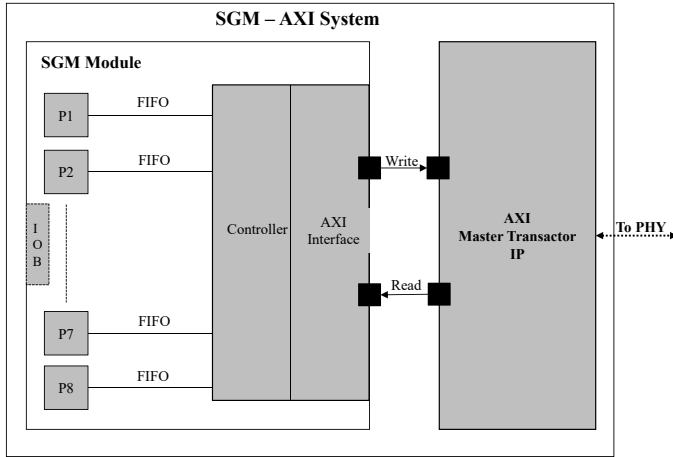 SGM – AXI System
SGM Module
P1
FIFO
P2
FIFO
Write
I
O
B
Controller
AXI
Interface
AXI
Master Transactor
IP
To PHY
Read
P7
FIFO
P8
FIFO